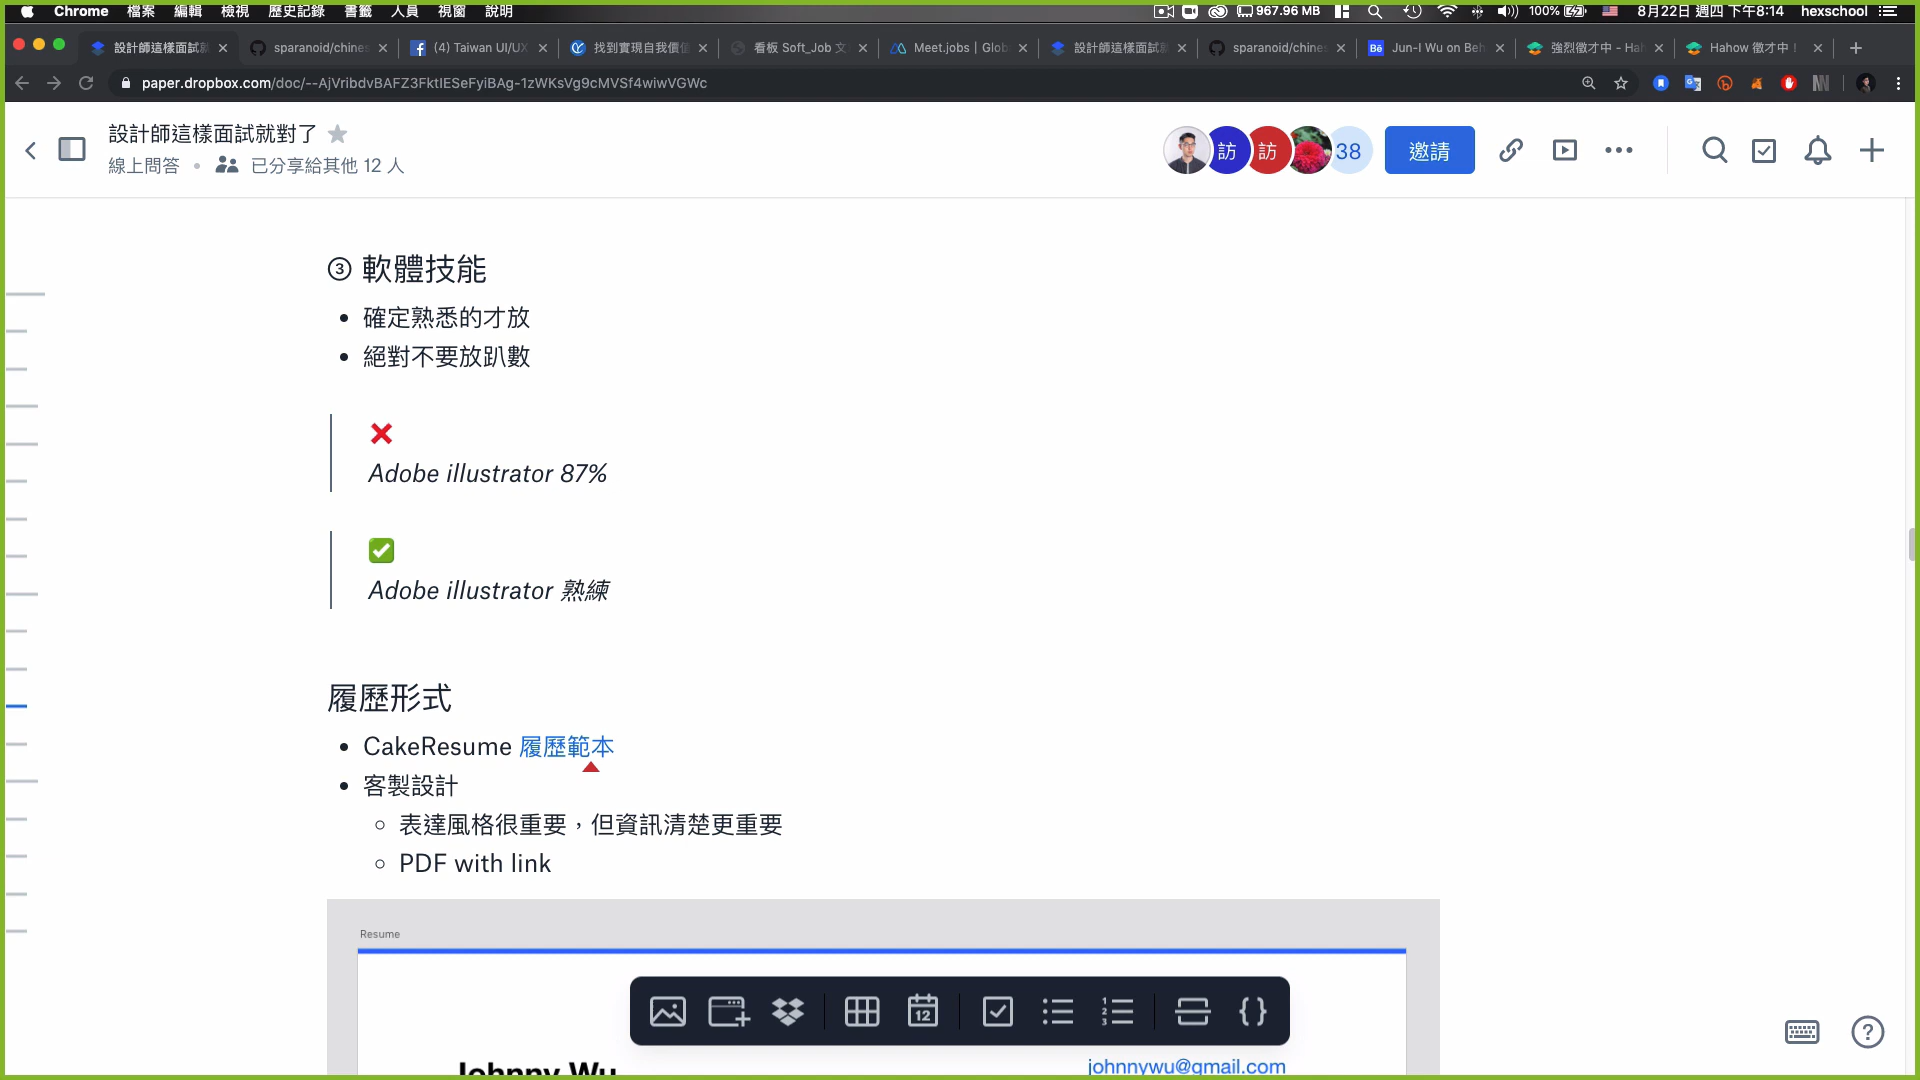 Chrome 檔案 編輯 檢視 歷史記錄 書籤 人員 視窗 說明 967.96 MB 100% 8月22日 週四 下午8:14 hexschool
設計師這樣面試就 sparanoid/chines (4) Taiwan UI/UX 找到實現自我價值 看板 Soft_Job 文 Meet.jobs | Glob 設計師這樣面試就 sparanoid/chines Jun-I Wu on Beh 強烈徵才中 - Hah Hahow 徵才中！
paper.dropbox.com/doc/--AjVribdvBAFZ3FktIESeFyiBAg-1zWKsVg9cMVSf4wiwVGWc
設計師這樣面試就對了
線上問答 • 已分享給其他 12 人
訪 訪 38 邀請
③ 軟體技能
• 確定熟悉的才放
• 絕對不要放趴數
❌
Adobe illustrator 87%
✅
Adobe illustrator 熟練
履歷形式
• CakeResume 履歷範本
• 客製設計
○ 表達風格很重要，但資訊清楚更重要
○ PDF with link
Resume
12
Johnny Wu
johnnywu@gmail.com